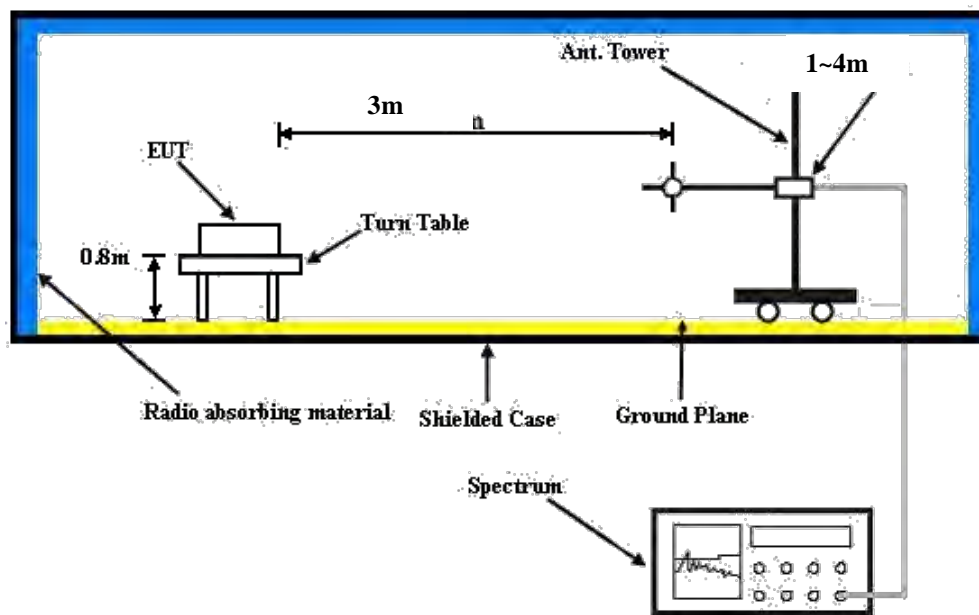 Ant. Tower
1~4m
3m
EUT
Turn Table
0.8m
Radio absorbing material
Shielded Case
Ground Plane
Spectrum